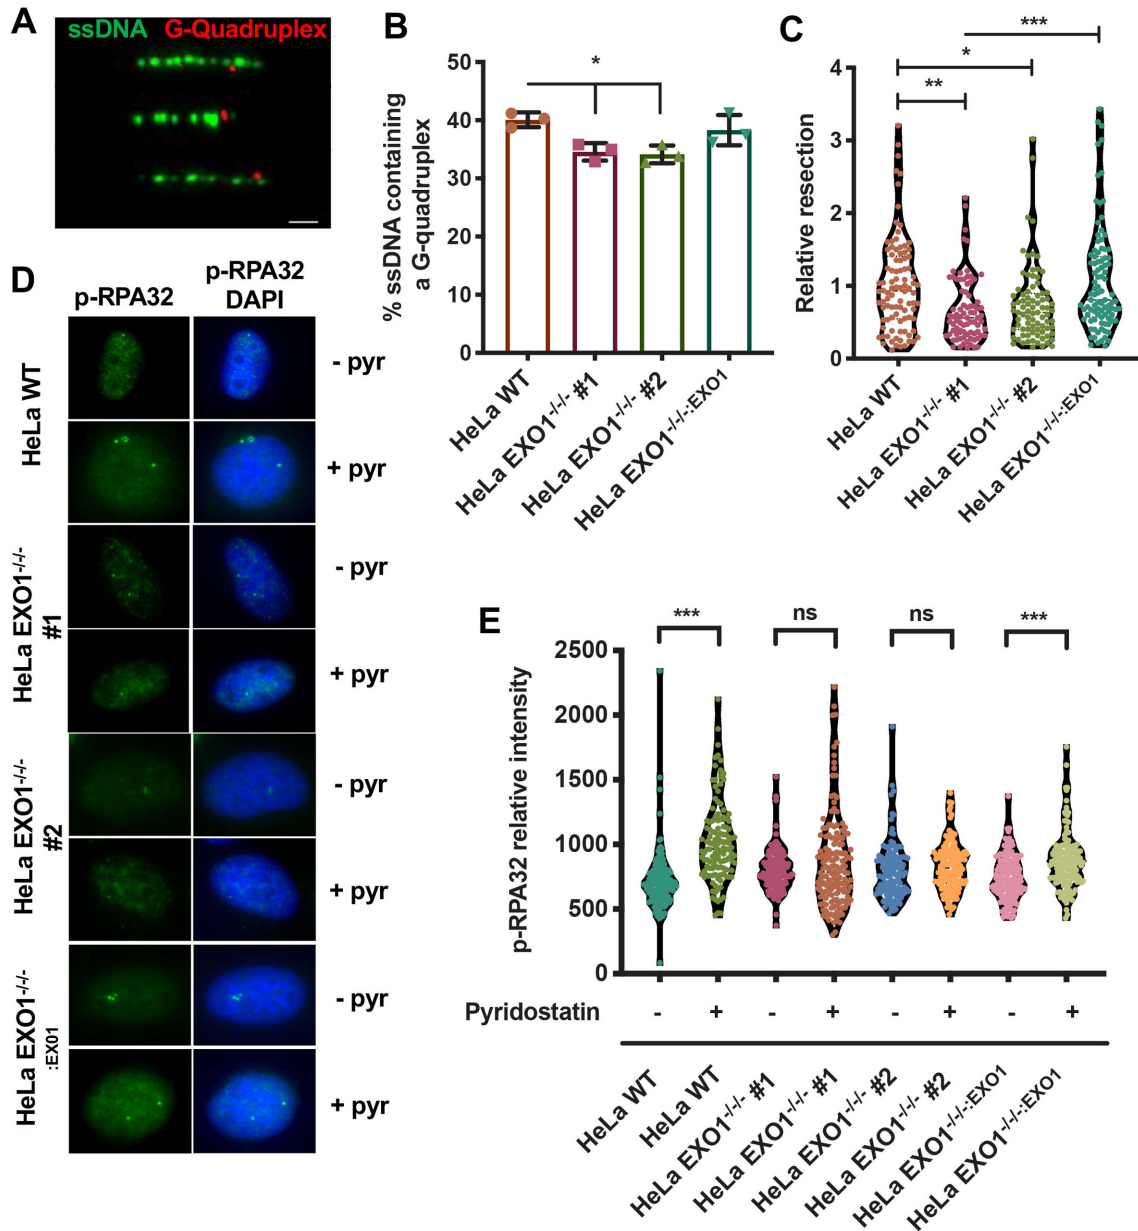 A
ssDNA G-Quadruplex
B
% ssDNA containing
a G-quadruplex
50
40
30
20
10
0
*
HeLa WT
HeLa EXO1-/-/- #1
HeLa EXO1-/-/- #2
HeLa EXO1-/-/-:EXO1
C
Relative resection
4
3
2
1
0
***
*
**
HeLa WT
HeLa EXO1-/-/- #1
HeLa EXO1-/-/- #2
HeLa EXO1-/-/-:EXO1
D
p-RPA32
p-RPA32
DAPI
HeLa WT
- pyr
+ pyr
HeLa EXO1-/-/-
#1
- pyr
+ pyr
HeLa EXO1-/-/-
#2
- pyr
+ pyr
HeLa EXO1-/-/-
:EX01
- pyr
+ pyr
E
p-RPA32 relative intensity
2500
2000
1500
1000
500
0
***
ns
ns
***
Pyridostatin - + - + - + - +
HeLa WT
HeLa WT
HeLa EXO1-/-/- #1
HeLa EXO1-/-/- #1
HeLa EXO1-/-/- #2
HeLa EXO1-/-/- #2
HeLa EXO1-/-/-:EXO1
HeLa EXO1-/-/-:EXO1